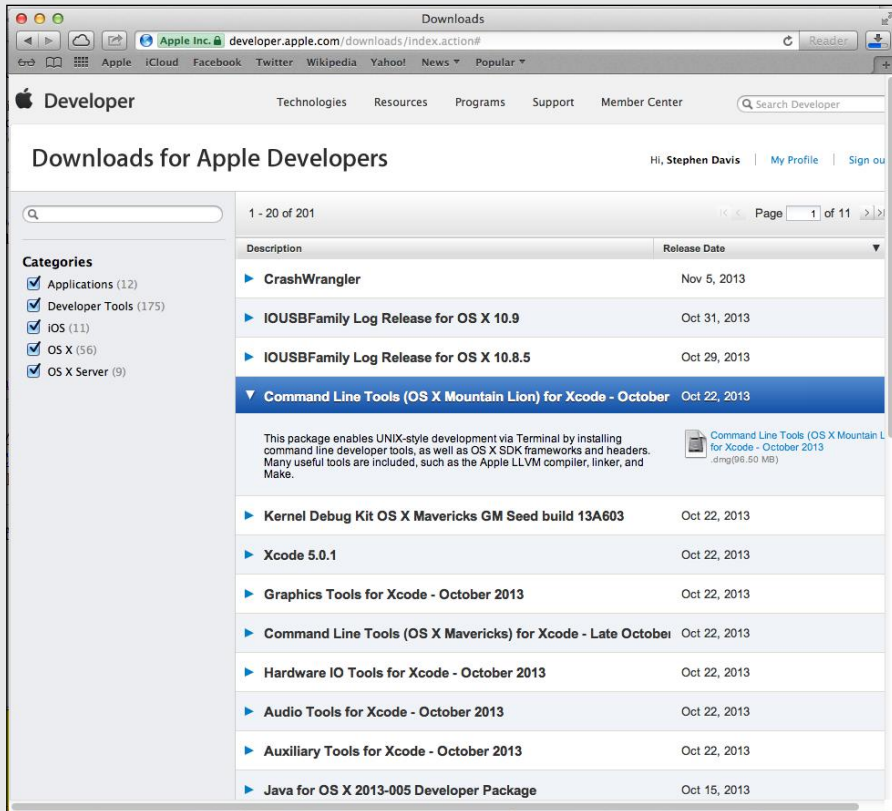 Downloads
Apple Inc. developer.apple.com/downloads/index.action# Reader
Apple iCloud Facebook Twitter Wikipedia Yahoo! News Popular
Developer Technologies Resources Programs Support Member Center Search Developer
Downloads for Apple Developers Hi, Stephen Davis My Profile Sign ou
1 - 20 of 201 Page 1 of 11
Description Release Date
Categories
Applications (12)
Developer Tools (175)
iOS (11)
OS X (56)
OS X Server (9)
CrashWrangler Nov 5, 2013
IOUSBFamily Log Release for OS X 10.9 Oct 31, 2013
IOUSBFamily Log Release for OS X 10.8.5 Oct 29, 2013
Command Line Tools (OS X Mountain Lion) for Xcode - October Oct 22, 2013
This package enables UNIX-style development via Terminal by installing
command line developer tools, as well as OS X SDK frameworks and headers.
Many useful tools are included, such as the Apple LLVM compiler, linker, and
Make.
Command Line Tools (OS X Mountain L
for Xcode - October 2013
.dmg(96.50 MB)
Kernel Debug Kit OS X Mavericks GM Seed build 13A603 Oct 22, 2013
Xcode 5.0.1 Oct 22, 2013
Graphics Tools for Xcode - October 2013 Oct 22, 2013
Command Line Tools (OS X Mavericks) for Xcode - Late October Oct 22, 2013
Hardware IO Tools for Xcode - October 2013 Oct 22, 2013
Audio Tools for Xcode - October 2013 Oct 22, 2013
Auxiliary Tools for Xcode - October 2013 Oct 22, 2013
Java for OS X 2013-005 Developer Package Oct 15, 2013